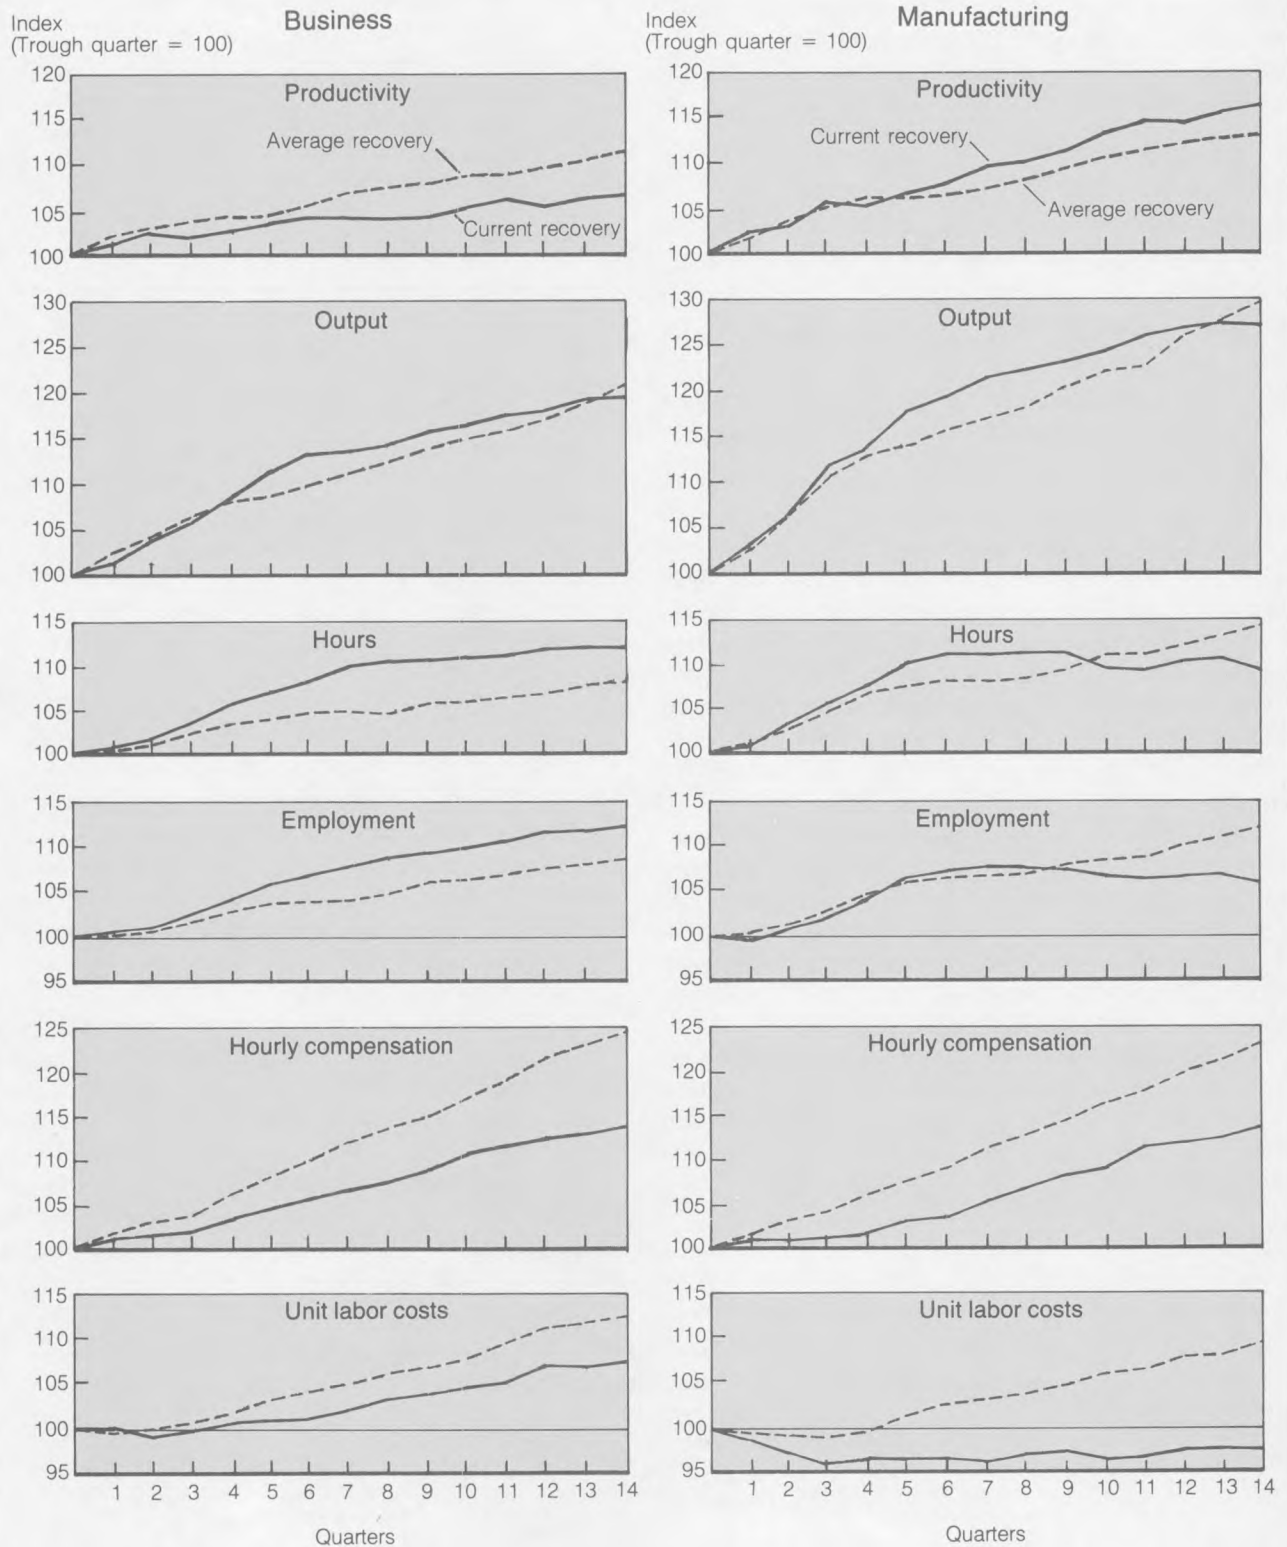 Index
(Trough quarter = 100)
Business
120
115
110
105
100
Productivity
Average recovery
Current recovery
130
125
120
115
110
105
100
Output
115
110
105
100
Hours
115
110
105
100
95
Employment
125
120
115
110
105
100
Hourly compensation
115
110
105
100
95
Unit labor costs
1 2 3 4 5 6 7 8 9 10 11 12 13 14
Quarters
Index
(Trough quarter = 100)
Manufacturing
120
115
110
105
100
Productivity
Current recovery
Average recovery
130
125
120
115
110
105
100
Output
115
110
105
100
Hours
115
110
105
100
95
Employment
125
120
115
110
105
100
Hourly compensation
115
110
105
100
95
Unit labor costs
1 2 3 4 5 6 7 8 9 10 11 12 13 14
Quarters